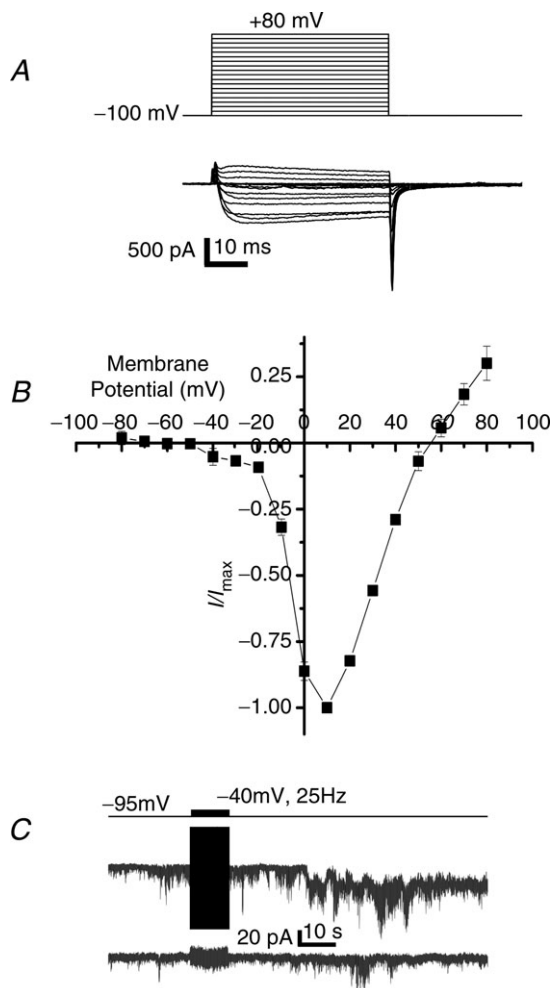 A
+80 mV
−100 mV
500 pA
10 ms
B
Membrane
Potential (mV)
−100 −80 −60 −40 −20 0 20 40 60 80 100
0.25
0.00
−0.25
−0.50
−0.75
−1.00
I/Imax
C
−95mV
−40mV, 25Hz
20 pA
10 s